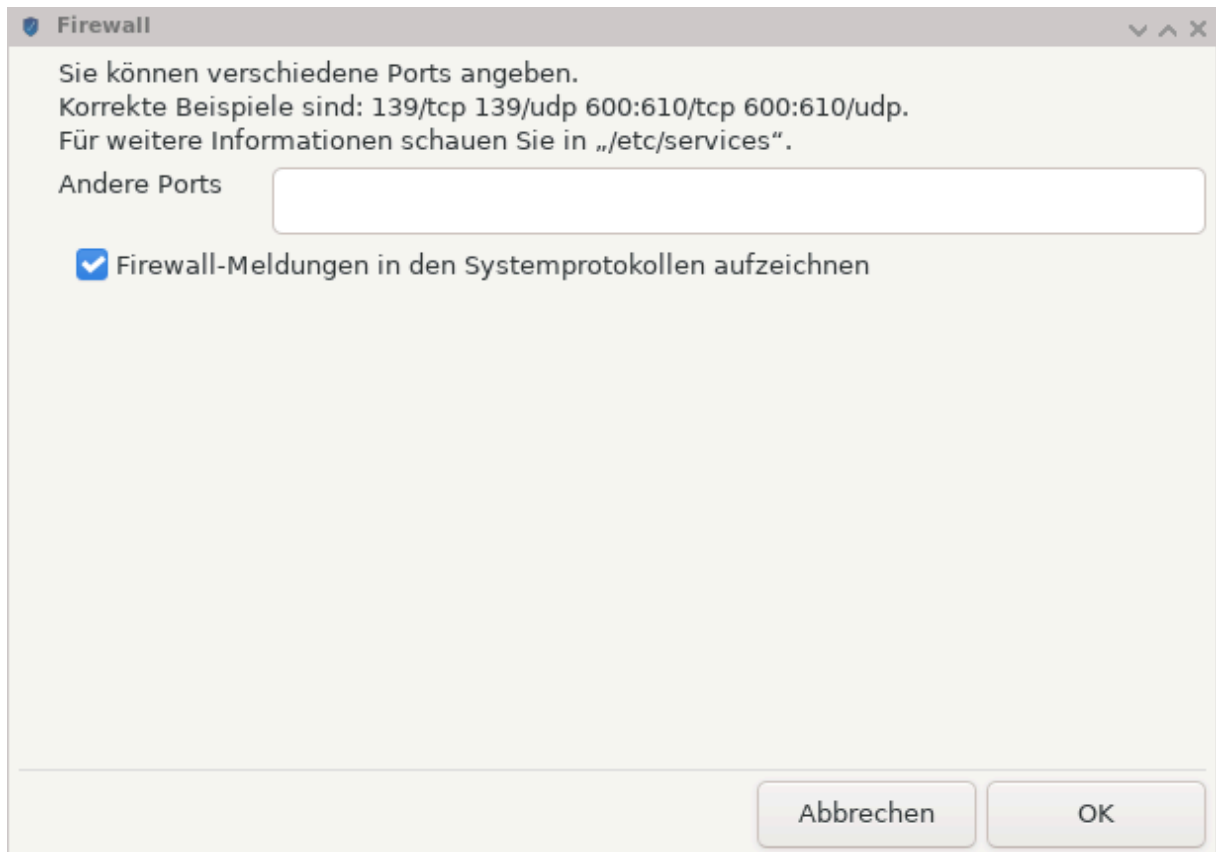 Firewall
Sie können verschiedene Ports angeben.
Korrekte Beispiele sind: 139/tcp 139/udp 600:610/tcp 600:610/udp.
Für weitere Informationen schauen Sie in „/etc/services“.
Andere Ports
Firewall-Meldungen in den Systemprotokollen aufzeichnen
Abbrechen
OK